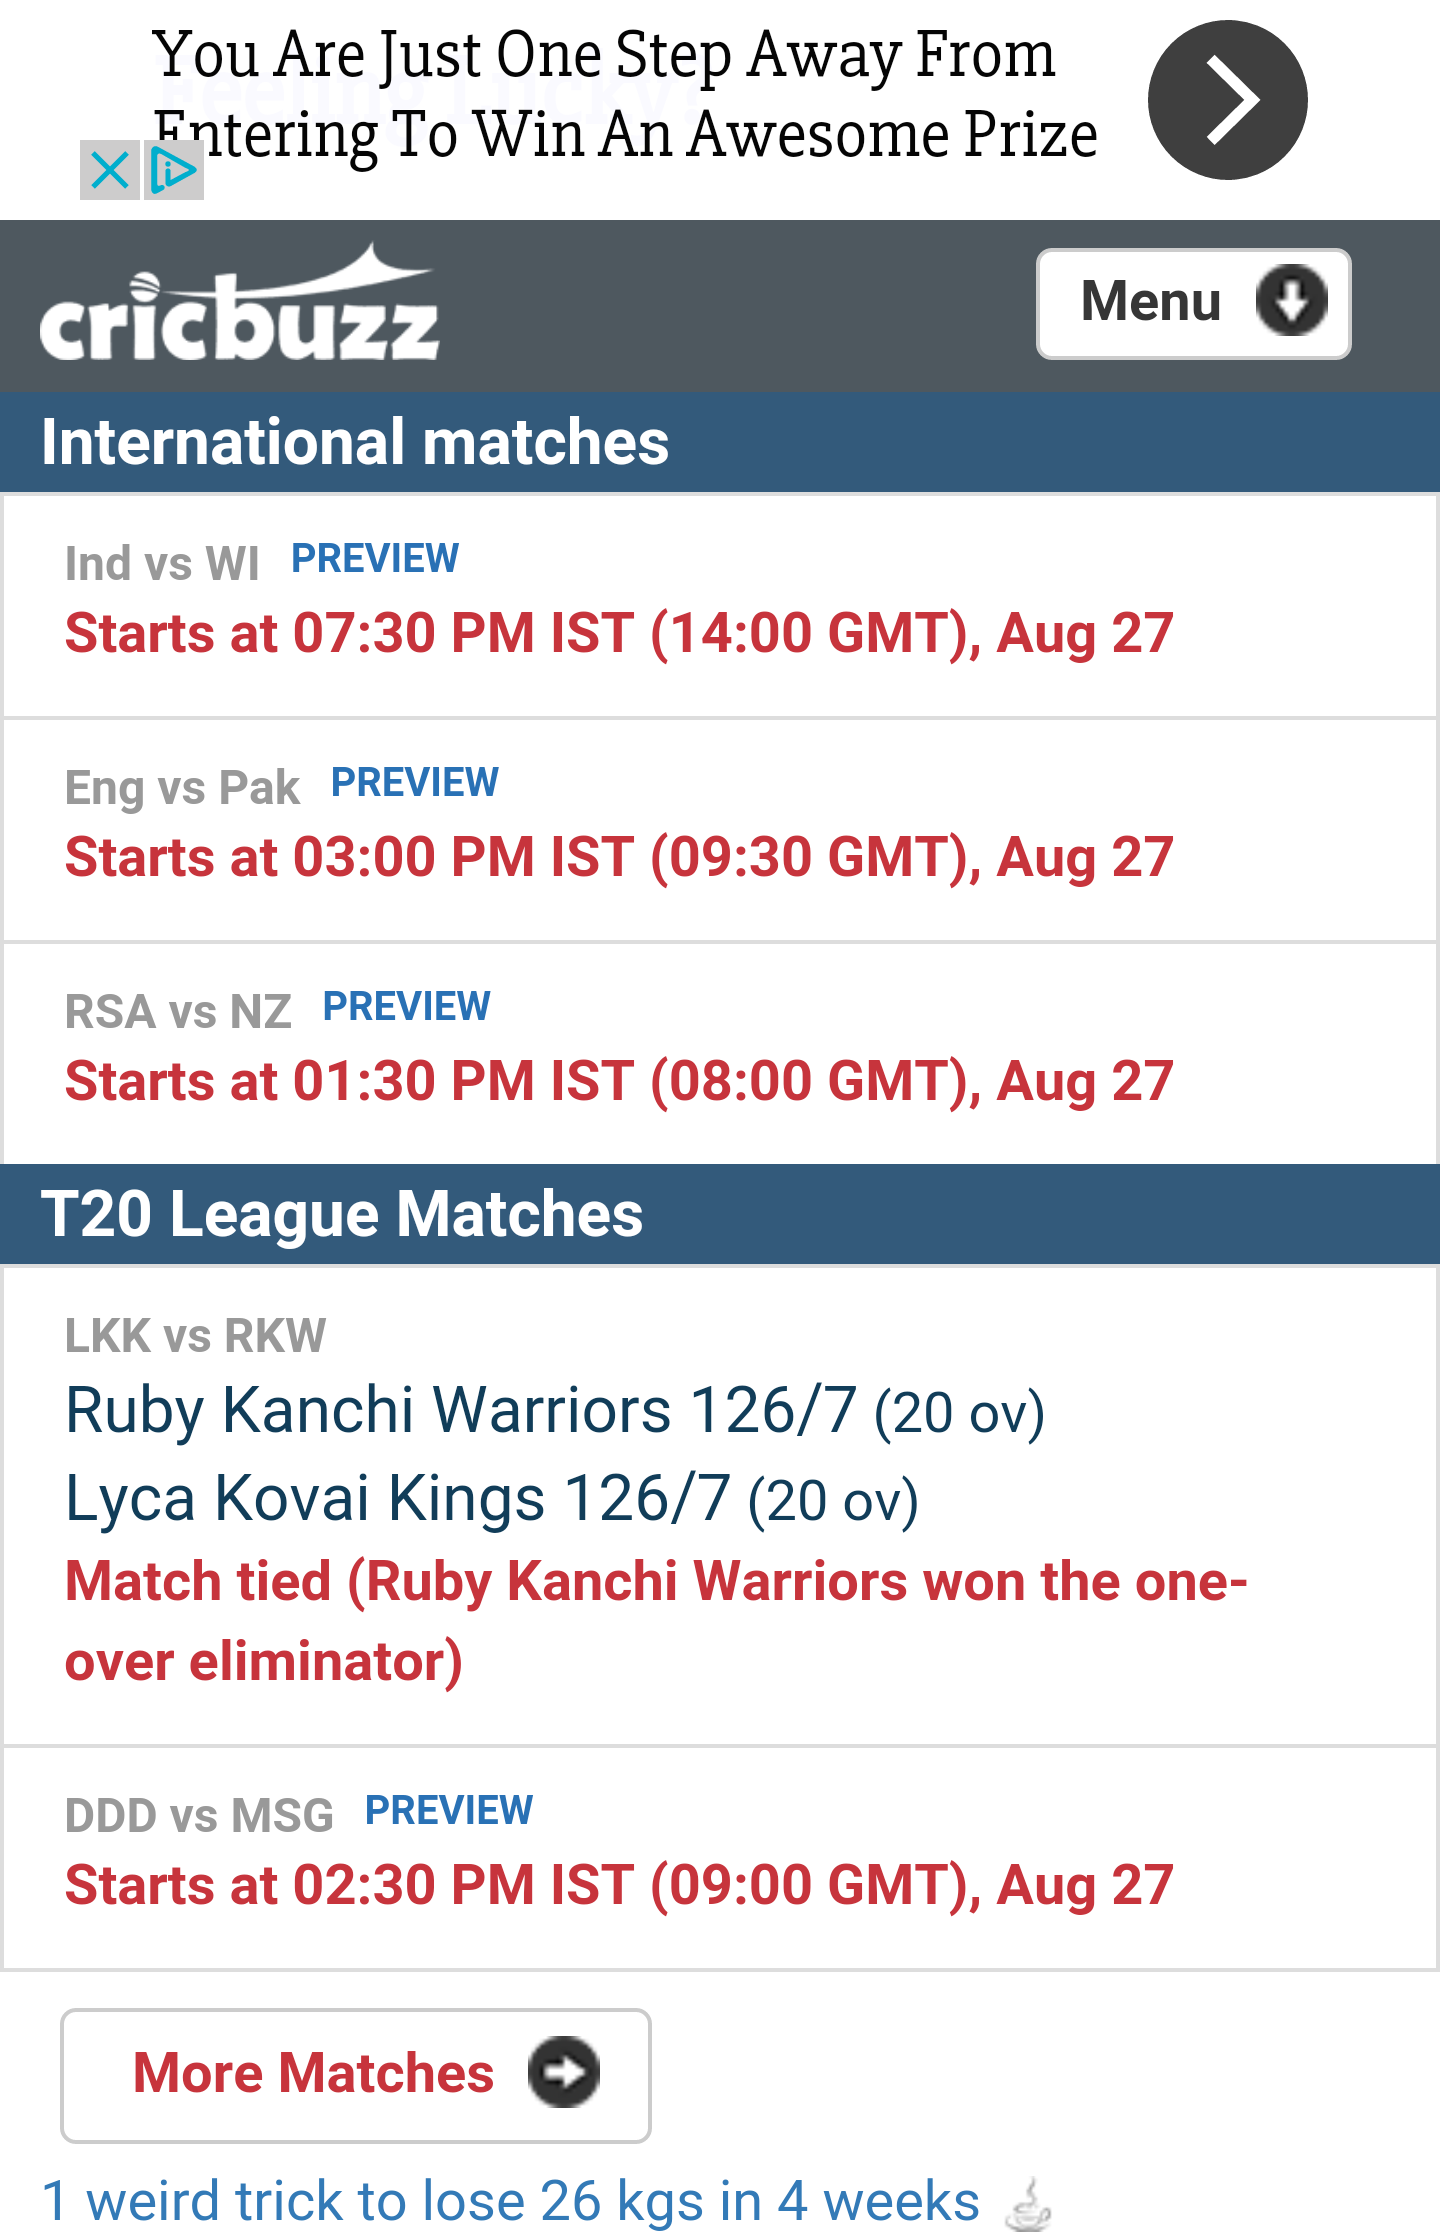 You Are Just One Step Away From
Entering To Win An Awesome Prize
cricbuzz
Menu
International matches
Ind vs WI PREVIEW
Starts at 07:30 PM IST (14:00 GMT), Aug 27
Eng vs Pak PREVIEW
Starts at 03:00 PM IST (09:30 GMT), Aug 27
RSA vs NZ PREVIEW
Starts at 01:30 PM IST (08:00 GMT), Aug 27
T20 League Matches
LKK vs RKW
Ruby Kanchi Warriors 126/7 (20 ov)
Lyca Kovai Kings 126/7 (20 ov)
Match tied (Ruby Kanchi Warriors won the one-
over eliminator)
DDD vs MSG PREVIEW
Starts at 02:30 PM IST (09:00 GMT), Aug 27
More Matches
1 weird trick to lose 26 kgs in 4 weeks